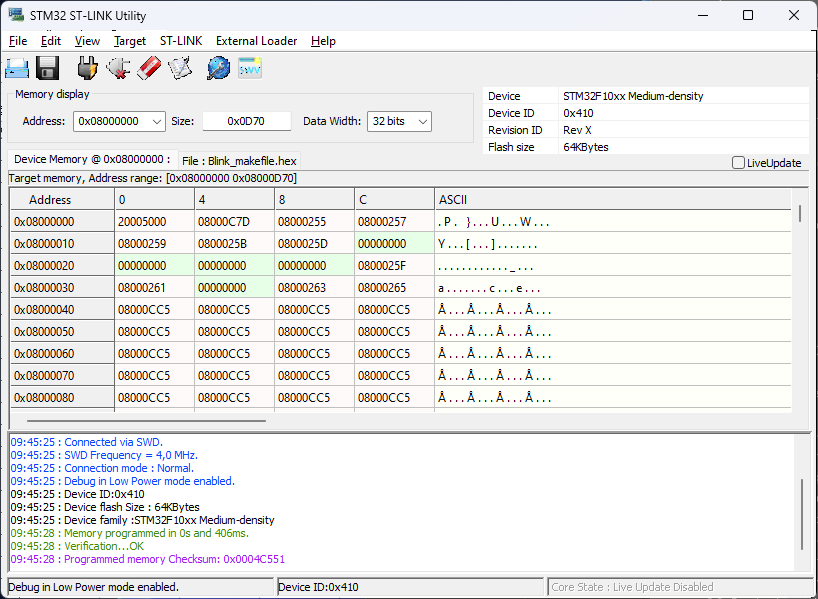 STM32 ST-LINK Utility
File Edit View Target ST-LINK External Loader Help
Memory display
Address: 0x08000000 Size: 0x0D70 Data Width: 32 bits
Device STM32F10xx Medium-density
Device ID 0x410
Revision ID Rev X
Flash size 64KBytes
LiveUpdate
Device Memory @ 0x08000000 : File : Blink_makefile.hex
Target memory, Address range: [0x08000000 0x08000D70]
Address 0 4 8 C ASCII
0x08000000 20005000 08000C7D 08000255 08000257 .P. }...U...W...
0x08000010 08000259 0800025B 0800025D 00000000 Y...[...].......
0x08000020 00000000 00000000 00000000 0800025F ............_...
0x08000030 08000261 00000000 08000263 08000265 a.......c...e...
0x08000040 08000CC5 08000CC5 08000CC5 08000CC5 Å...Å...Å...Å...
0x08000050 08000CC5 08000CC5 08000CC5 08000CC5 Å...Å...Å...Å...
0x08000060 08000CC5 08000CC5 08000CC5 08000CC5 Å...Å...Å...Å...
0x08000070 08000CC5 08000CC5 08000CC5 08000CC5 Å...Å...Å...Å...
0x08000080 08000CC5 08000CC5 08000CC5 08000CC5 Å...Å...Å...Å...
09:45:25 : Connected via SWD.
09:45:25 : SWD Frequency = 4,0 MHz.
09:45:25 : Connection mode : Normal.
09:45:25 : Debug in Low Power mode enabled.
09:45:25 : Device ID:0x410
09:45:25 : Device flash Size : 64KBytes
09:45:25 : Device family :STM32F10xx Medium-density
09:45:28 : Memory programmed in 0s and 406ms.
09:45:28 : Verification...OK
09:45:28 : Programmed memory Checksum: 0x0004C551
Debug in Low Power mode enabled. Device ID:0x410 Core State : Live Update Disabled